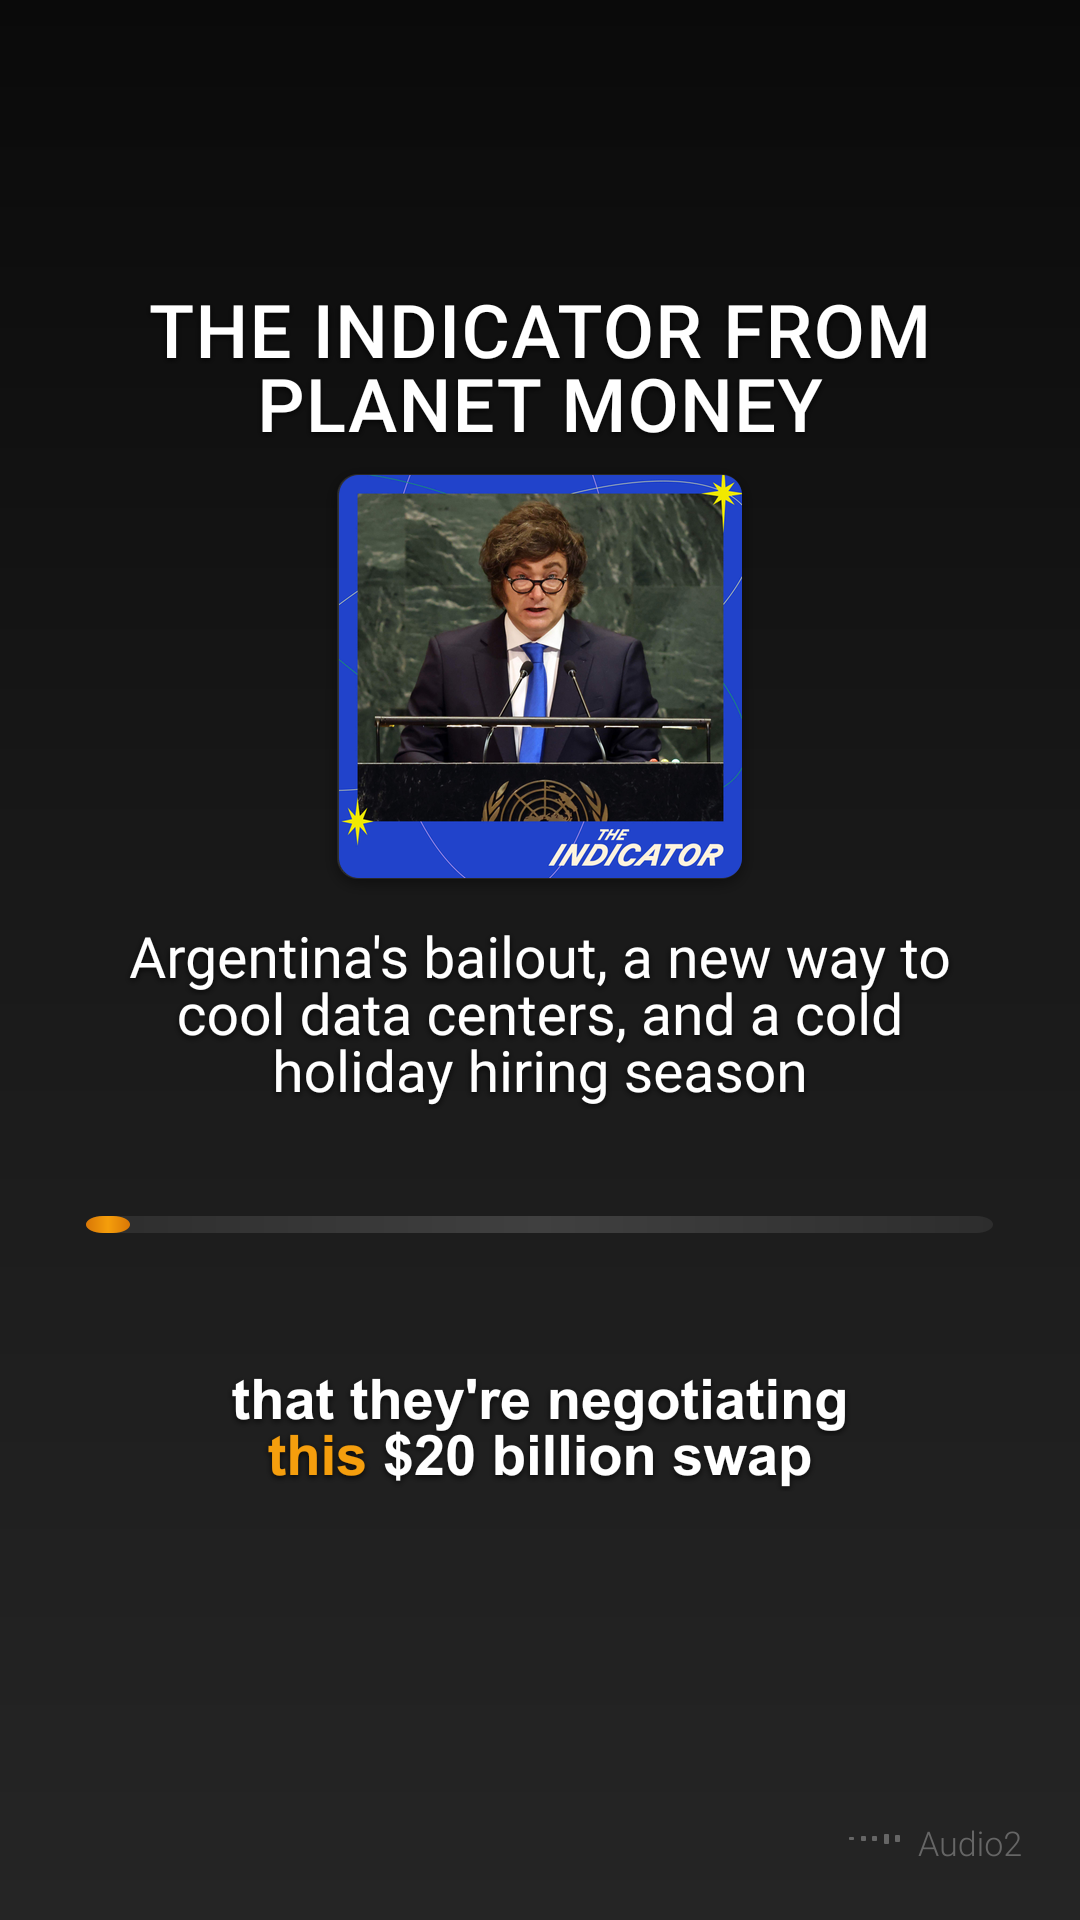 THE INDICATOR FROM
PLANET MONEY
THE
INDICATOR
Argentina's bailout, a new way to
cool data centers, and a cold
holiday hiring season
that they're negotiating
this $20 billion swap
Audio2